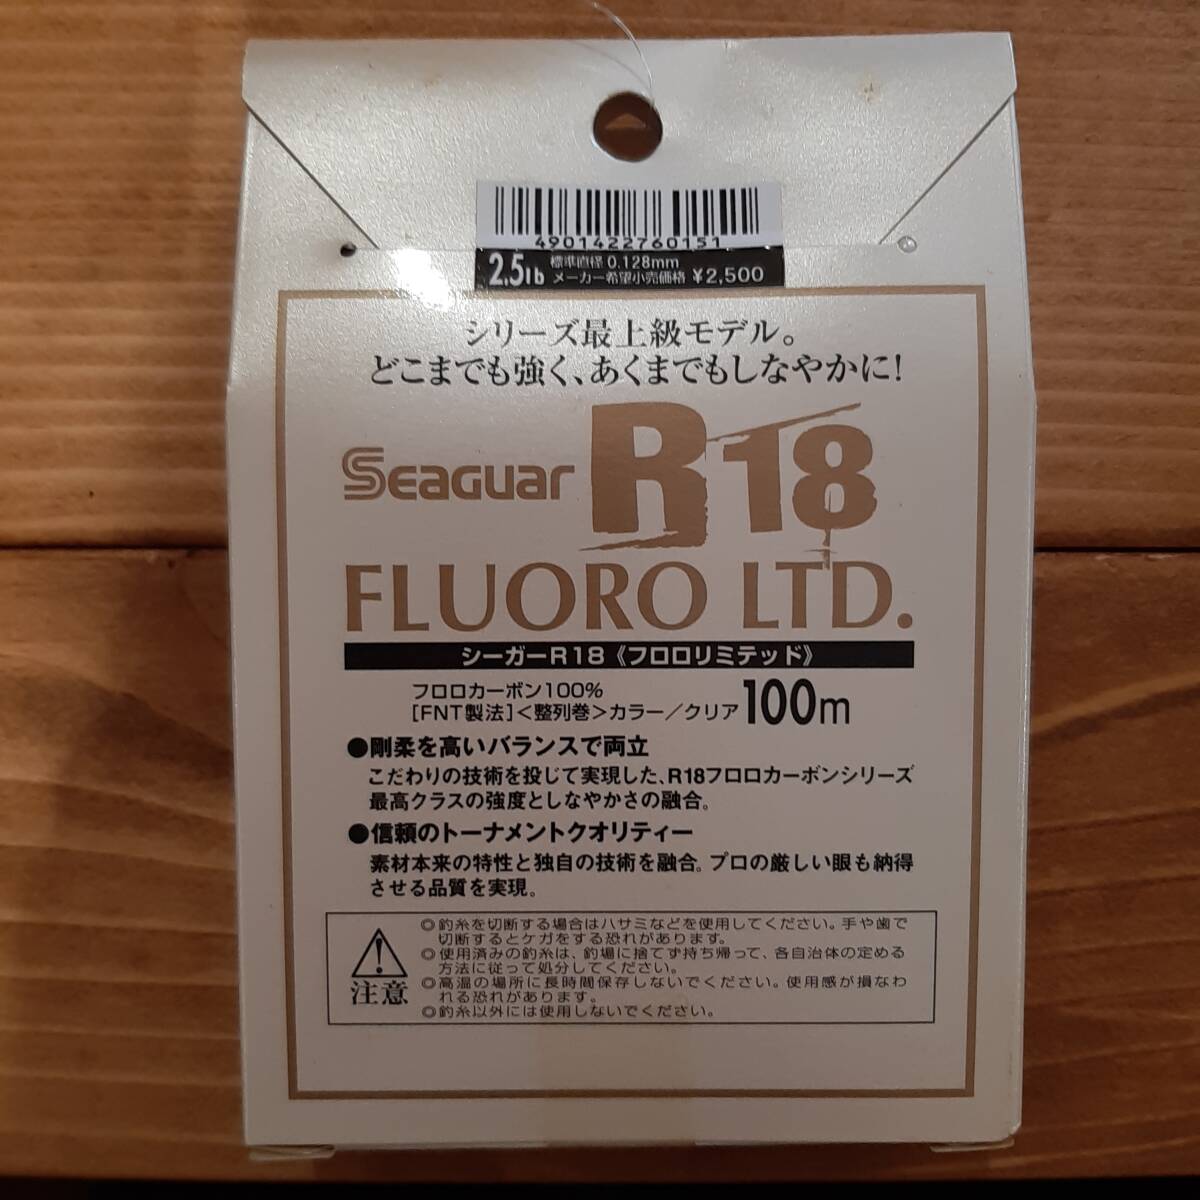 4901422760151
2.5lb 標準直径 0.128mm
メーカー希望小売価格 ¥2,500
シリーズ最上級モデル。
どこまでも強く、あくまでもしなやかに!
SEAGUAR R18
FLUORO LTD.
シーガーR18《フロロリミテッド》
フロロカーボン100%
[FNT製法]<整列巻>カラー/クリア 100m
●剛柔を高いバランスで両立
こだわりの技術を投じて実現した、R18フロロカーボンシリーズ
最高クラスの強度としなやかさの融合。
●信頼のトーナメントクオリティー
素材本来の特性と独自の技術を融合。プロの厳しい眼も納得
させる品質を実現。
注意
◎釣糸を切断する場合はハサミなどを使用してください。手や歯で
切断するとケガをする恐れがあります。
◎使用済みの釣糸は、釣場に捨てず持ち帰って、各自治体の定める
方法に従って処分してください。
◎高温の場所に長時間保存しないでください。使用感が損なわ
れる恐れがあります。
◎釣糸以外には使用しないでください。